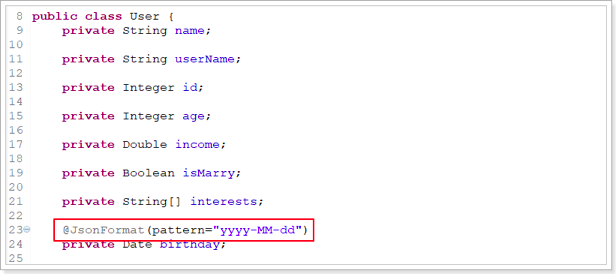 8 public class User {
9 private String name;
10
11 private String userName;
12
13 private Integer id;
14
15 private Integer age;
16
17 private Double income;
18
19 private Boolean isMarry;
20
21 private String[] interests;
22
23 @JsonFormat(pattern="yyyy-MM-dd")
24 private Date birthday;
25